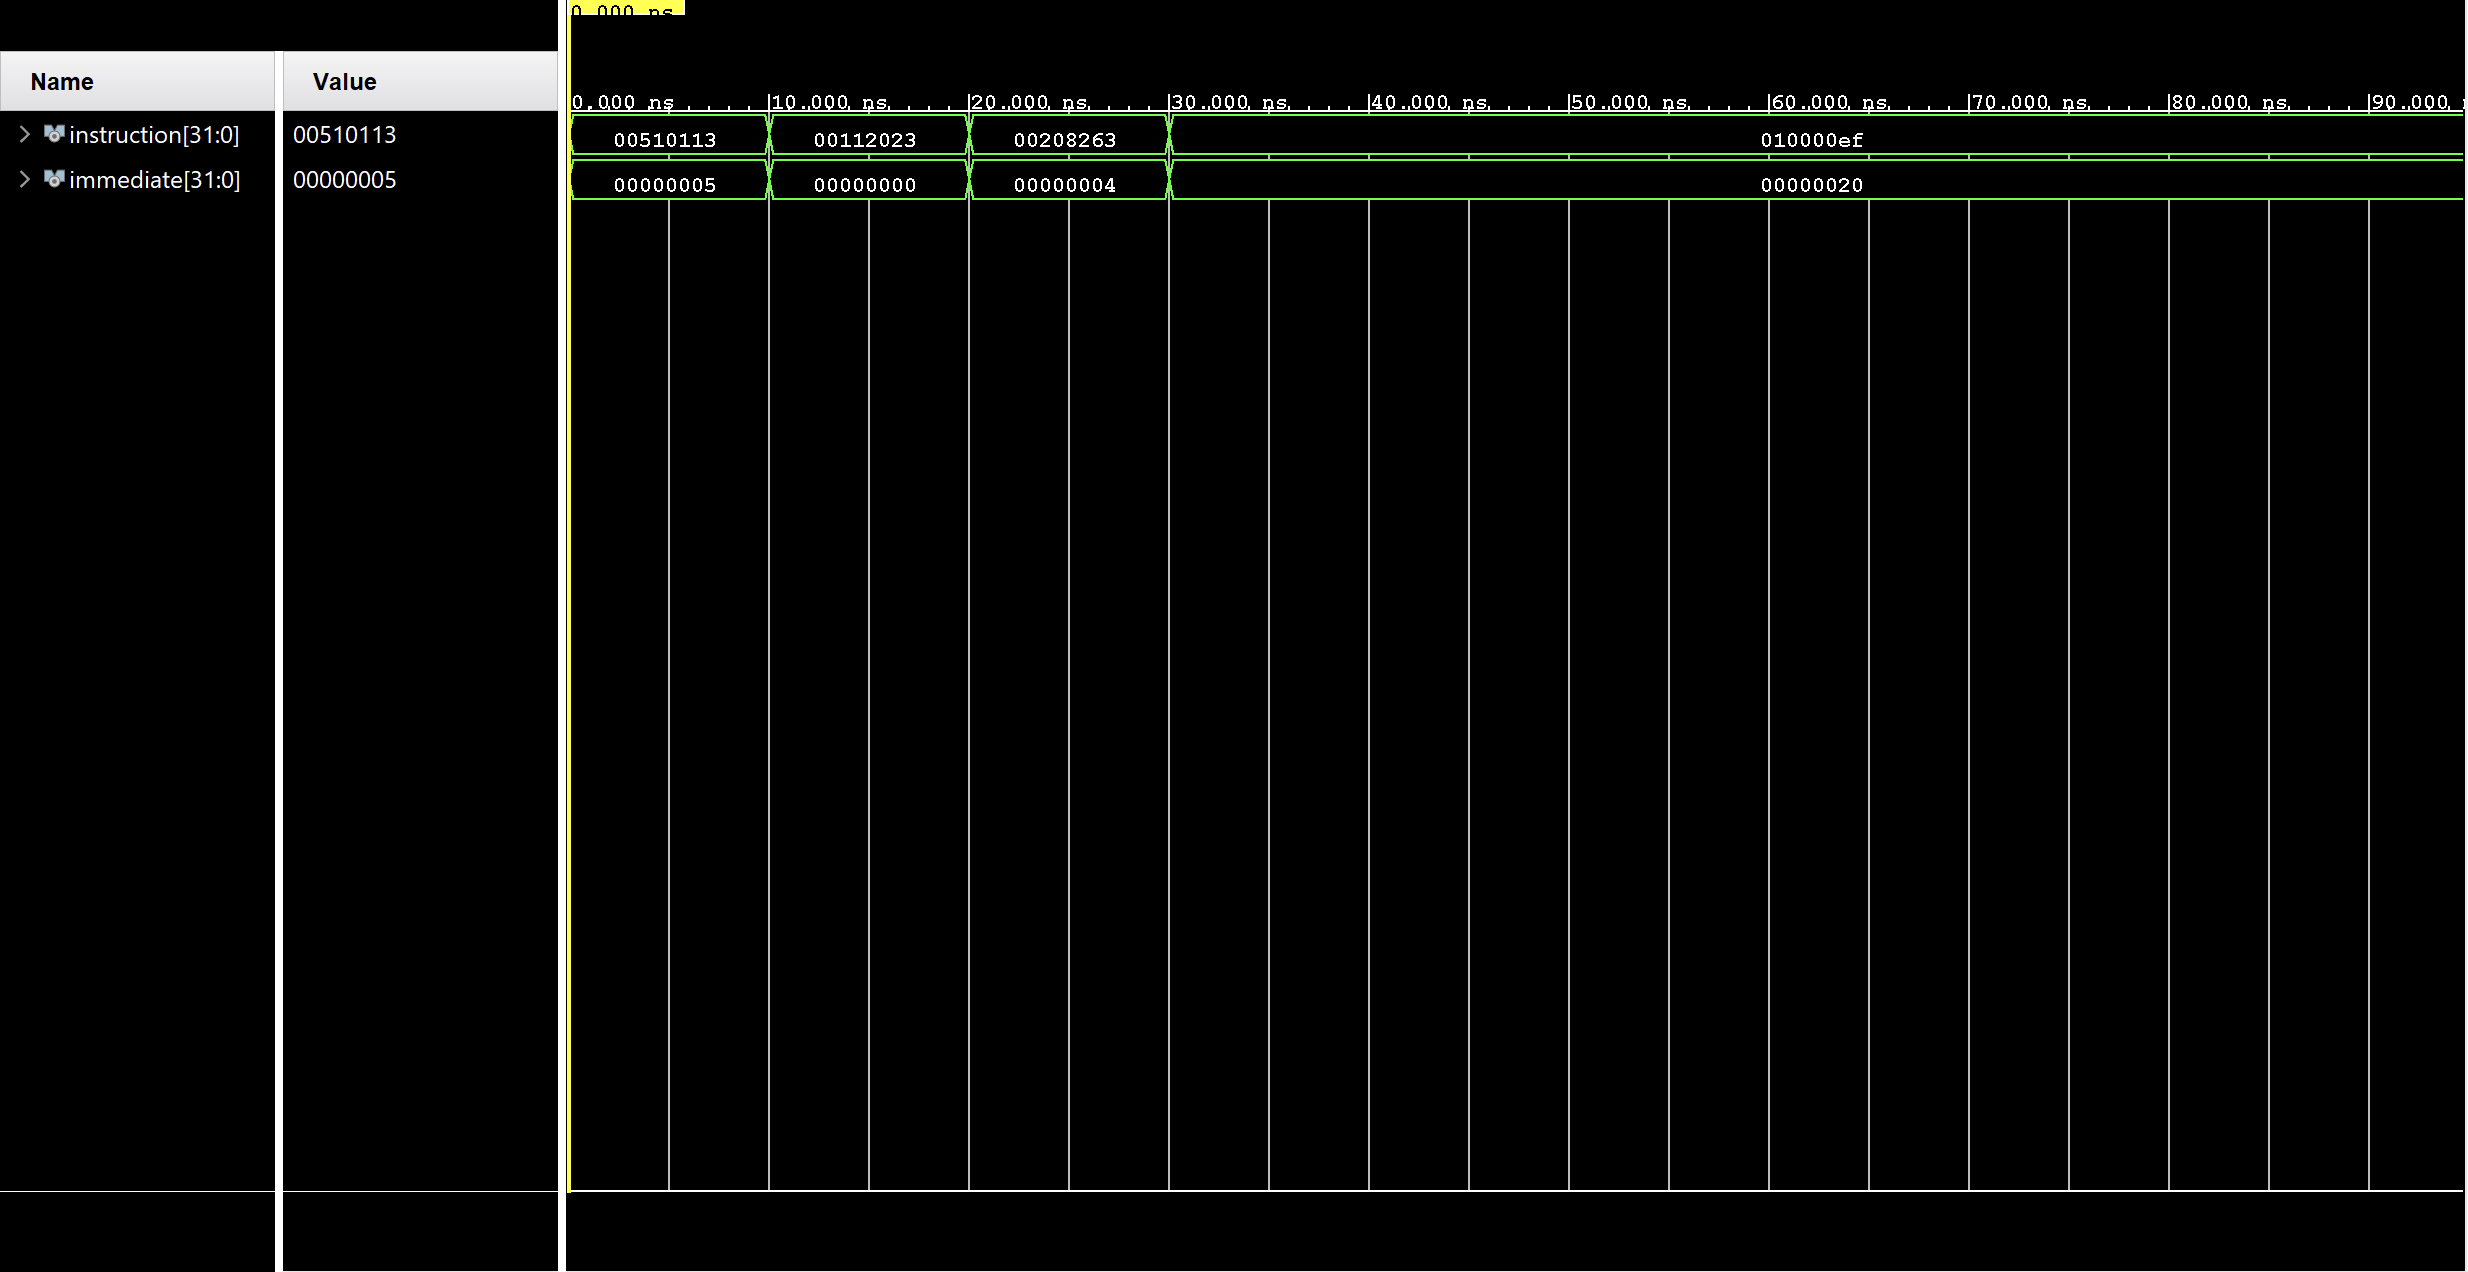 0.000 ns
Name Value
0.000 ns 10.000 ns 20.000 ns 30.000 ns 40.000 ns 50.000 ns 60.000 ns 70.000 ns 80.000 ns 90.000
instruction[31:0] 00510113 00510113 00112023 00208263 010000ef
immediate[31:0] 00000005 00000005 00000000 00000004 00000020